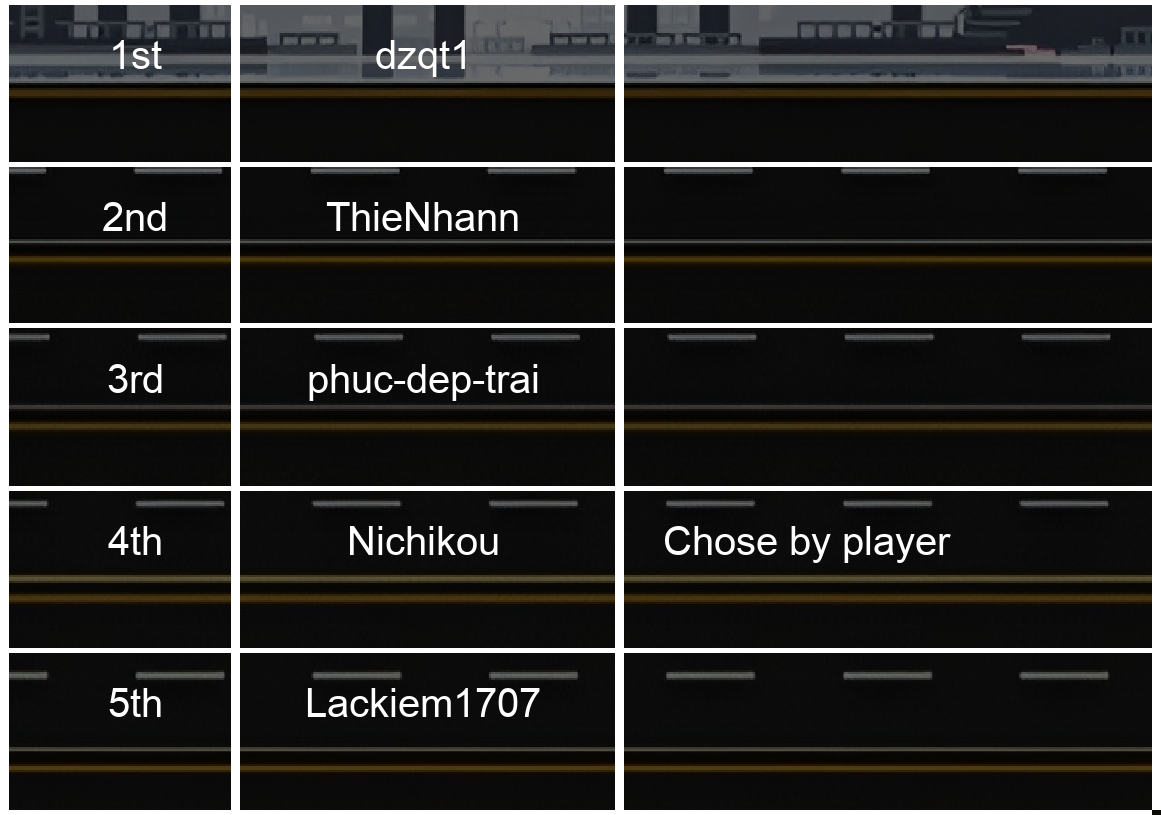 1st dzqt1
2nd ThieNhann
3rd phuc-dep-trai
4th Nichikou Chose by player
5th Lackiem1707